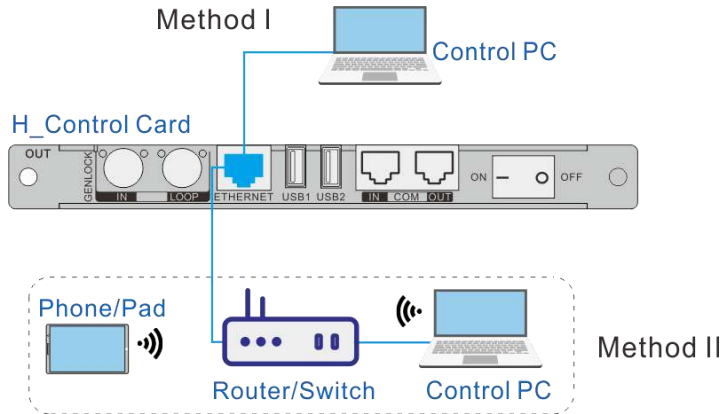 Method I
Control PC
H_Control Card
OUT
GENLOCK
IN LOOP ETHERNET USB1 USB2 IN COM OUT ON OFF
Phone/Pad
Method II
Router/Switch Control PC